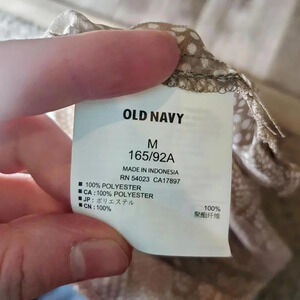 OLD NAVY
M
165/92A
MADE IN INDONESIA
RN 54023 CA17897
100% POLYESTER
CA : 100% POLYESTER
JP : ポリエステル 100%
CN : 100% 聚酯纤维